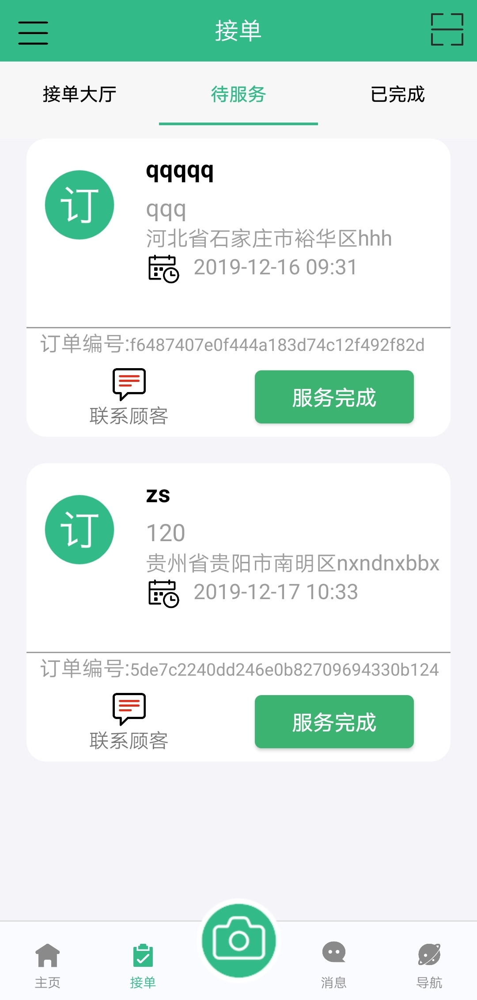 接单
接单大厅 待服务 已完成
订
qqqqq
qqq
河北省石家庄市裕华区hhh
2019-12-16 09:31
订单编号:f6487407e0f444a183d74c12f492f82d
联系顾客
服务完成
订
zs
120
贵州省贵阳市南明区nxndnxbbx
2019-12-17 10:33
订单编号:5de7c2240dd246e0b82709694330b124
联系顾客
服务完成
主页 接单 消息 导航